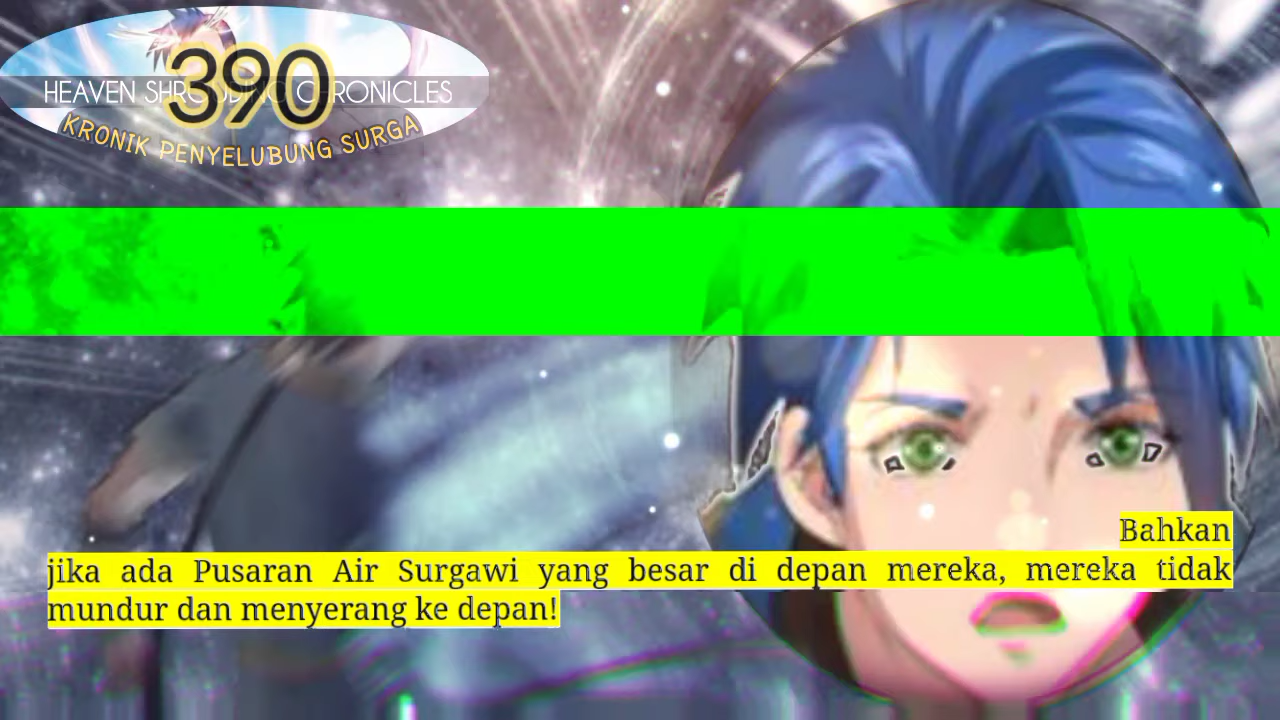 390
HEAVEN SHROUDING CHRONICLES
KRONIK PENYELUBUNG SURGA
Bahkan
jika ada Pusaran Air Surgawi yang besar di depan mereka, mereka tidak
mundur dan menyerang ke depan!